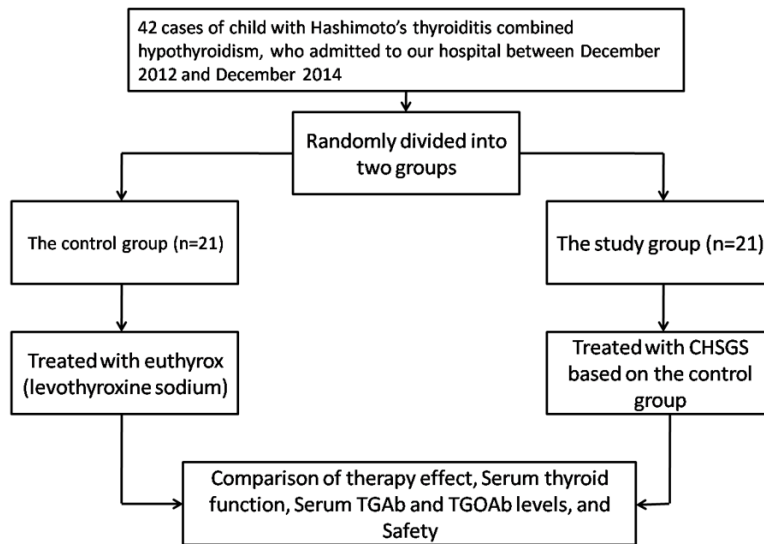 42 cases of child with Hashimoto's thyroiditis combined
hypothyroidism, who admitted to our hospital between December
2012 and December 2014
Randomly divided into
two groups
The control group (n=21)
The study group (n=21)
Treated with euthyrox
(levothyroxine sodium)
Treated with CHSGS
based on the control
group
Comparison of therapy effect, Serum thyroid
function, Serum TGAb and TGOAb levels, and
Safety